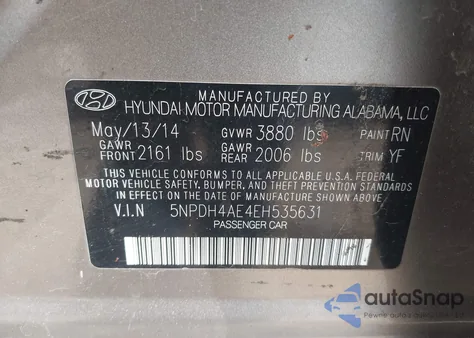 MANUFACTURED BY
HYUNDAI MOTOR MANUFACTURING ALABAMA, LLC
May/13/14 GVWR 3880 lbs PAINT RN
GAWR FRONT 2161 lbs GAWR REAR 2006 lbs TRIM YF
THIS VEHICLE CONFORMS TO ALL APPLICABLE U.S. FEDERAL
MOTOR VEHICLE SAFETY, BUMPER, AND THEFT PREVENTION STANDARDS
IN EFFECT ON THE DATE OF MANUFACTURE SHOWN ABOVE.
V.I.N 5NPDH4AE4EH535631
PASSENGER CAR
autoSnap